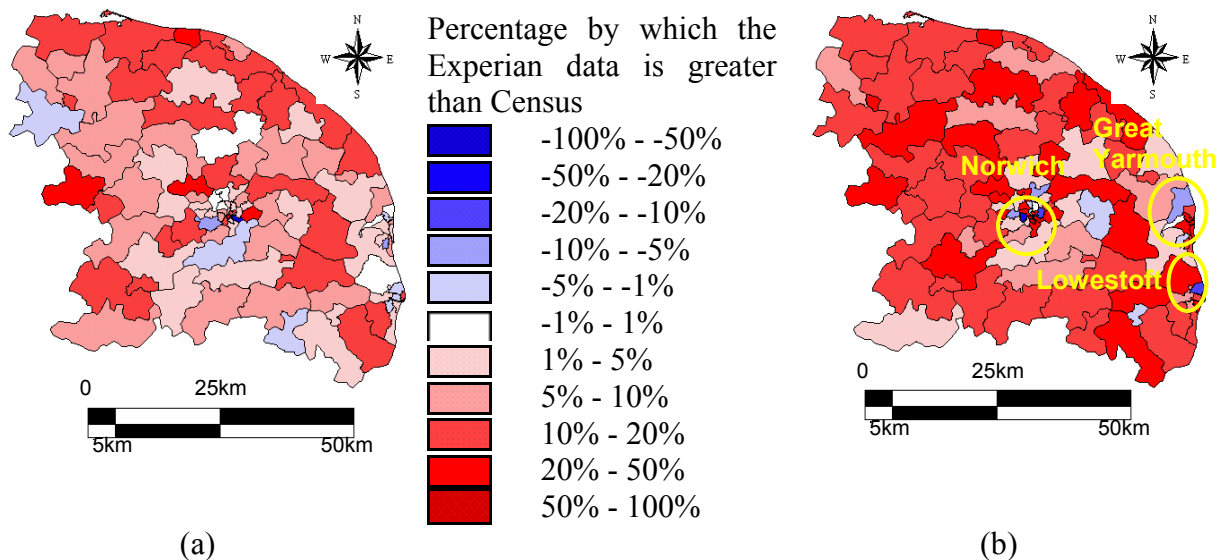 N
W E
S
0 25km
5km 50km
(a)
Percentage by which the
Experian data is greater
than Census
-100% - -50%
-50% - -20%
-20% - -10%
-10% - -5%
-5% - -1%
-1% - 1%
1% - 5%
5% - 10%
10% - 20%
20% - 50%
50% - 100%
N
W E
S
Great
Yarmouth
Norwich
Lowestoft
0 25km
5km 50km
(b)